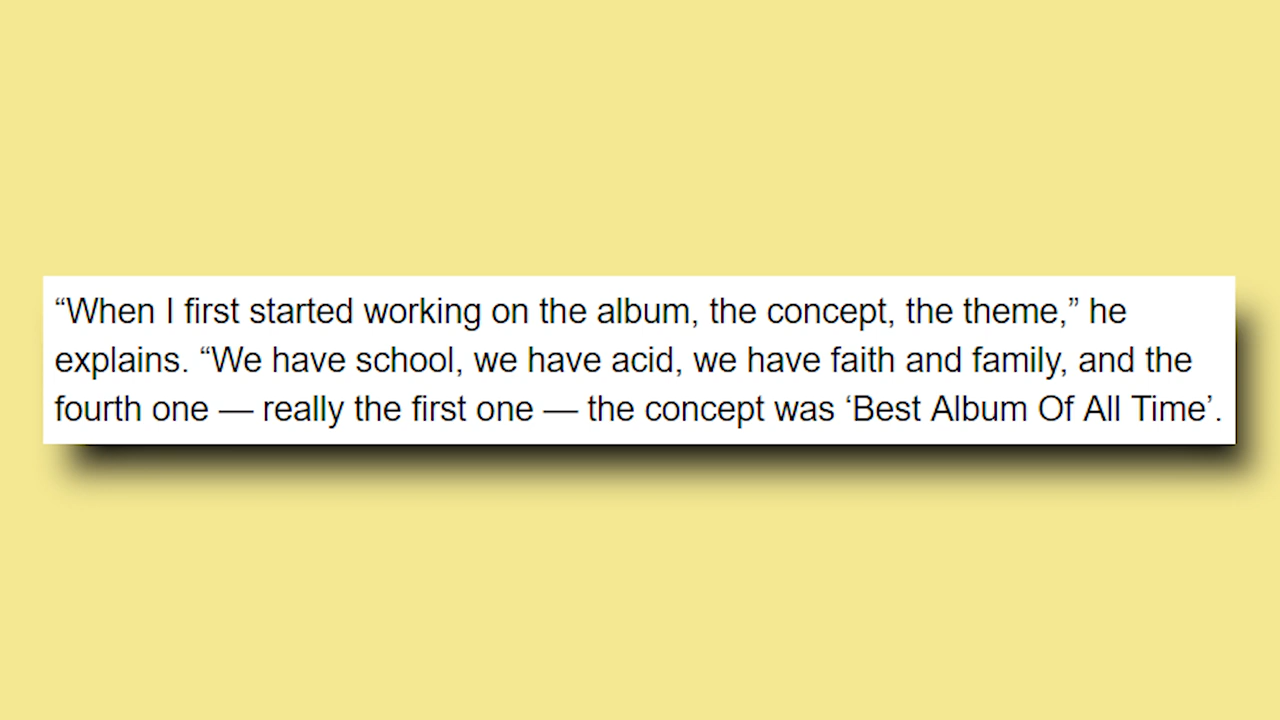 “When I first started working on the album, the concept, the theme,” he
explains. “We have school, we have acid, we have faith and family, and the
fourth one — really the first one — the concept was ‘Best Album Of All Time’.